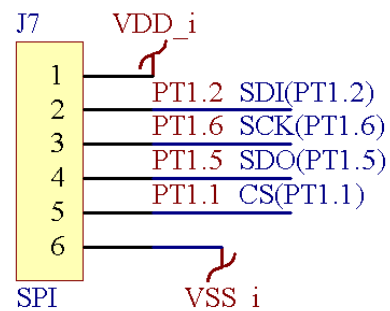 J7 VDD_i
1
2 PT1.2 SDI(PT1.2)
3 PT1.6 SCK(PT1.6)
4 PT1.5 SDO(PT1.5)
5 PT1.1 CS(PT1.1)
6
SPI VSS_i